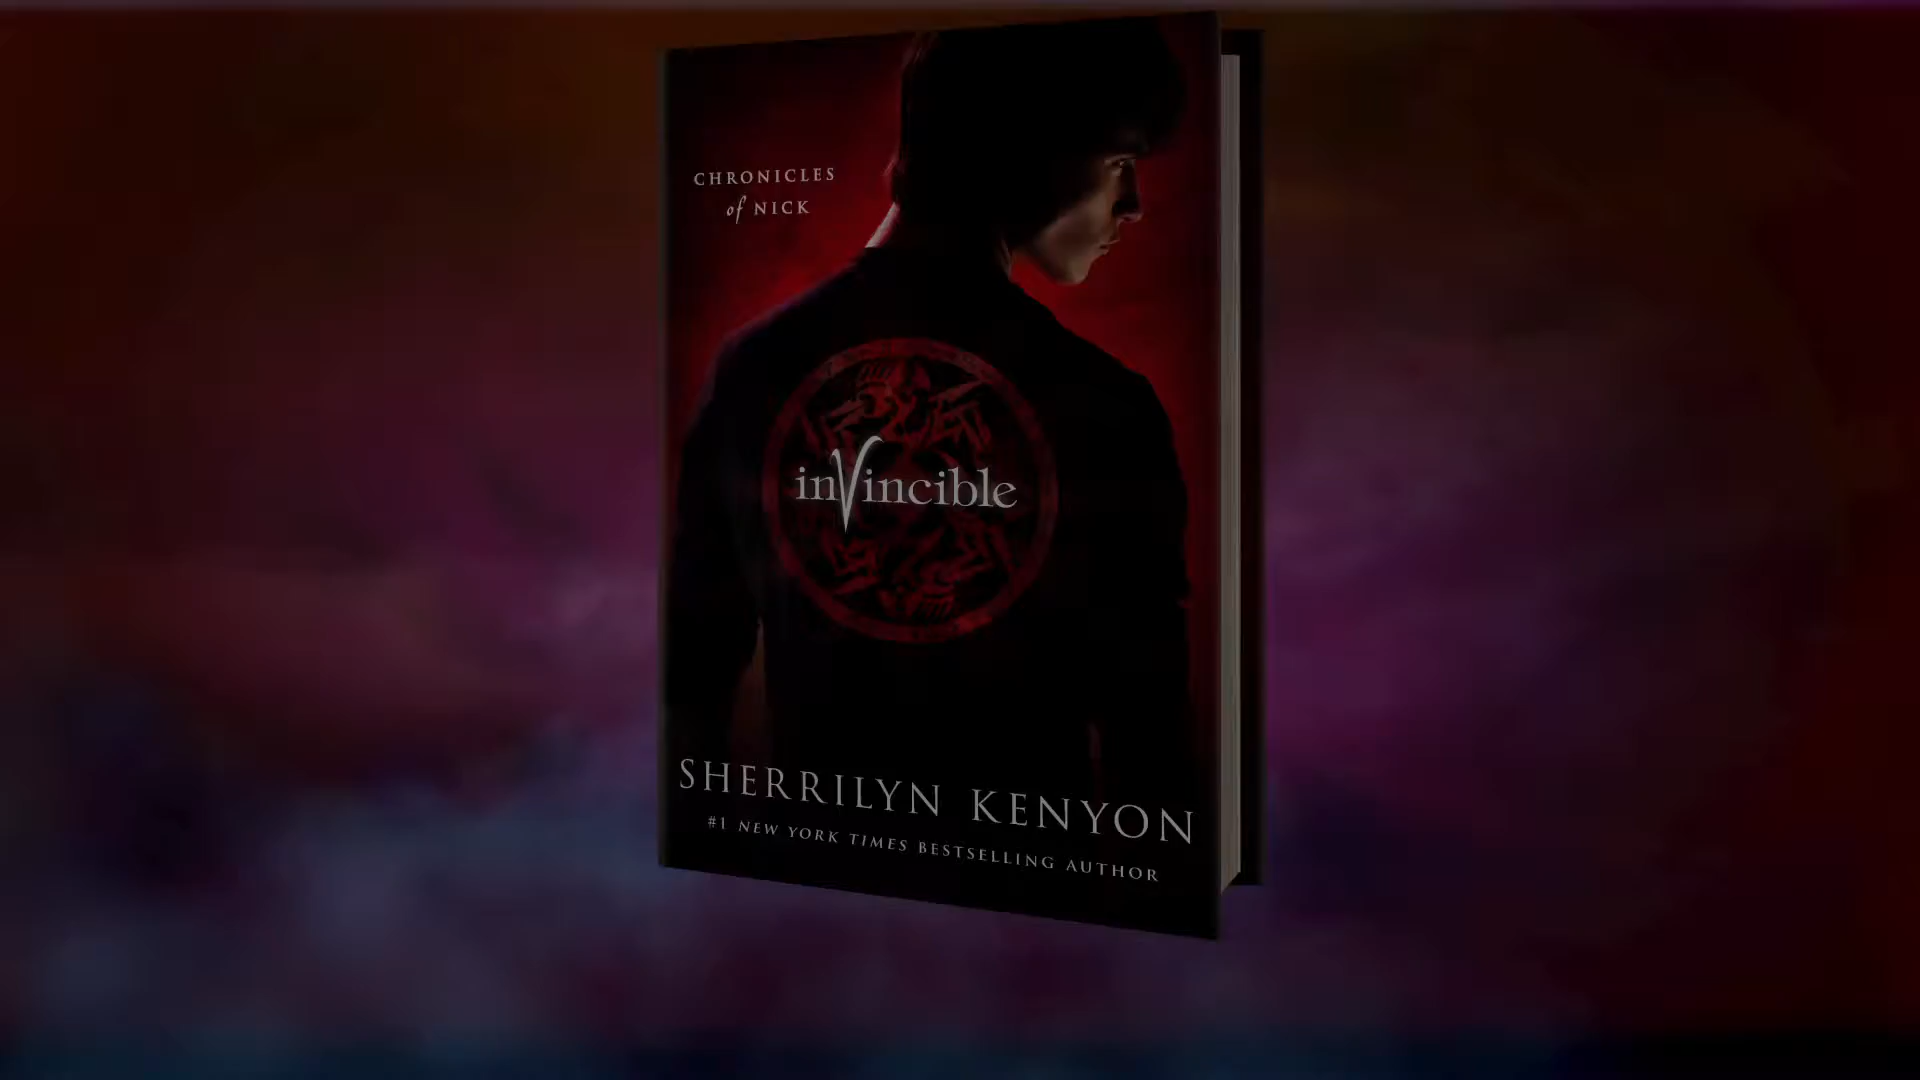 CHRONICLES
of NICK
inVincible
SHERRILYN KENYON
#1 NEW YORK TIMES BESTSELLING AUTHOR